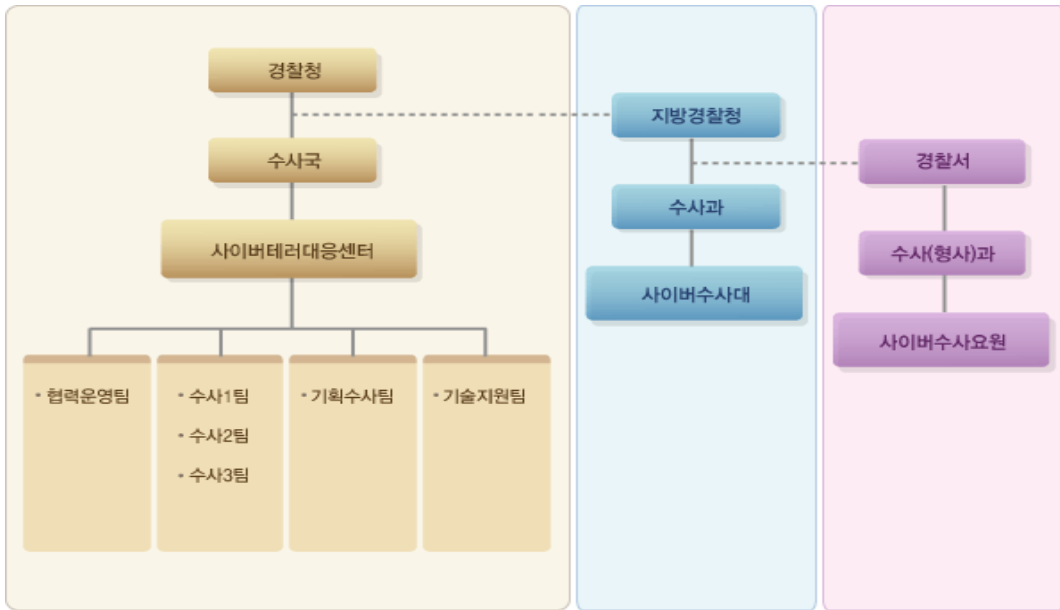 경찰청
수사국
사이버테러대응센터
· 협력운영팀
· 수사1팀
· 수사2팀
· 수사3팀
· 기획수사팀
· 기술지원팀
지방경찰청
수사과
사이버수사대
경찰서
수사(형사)과
사이버수사요원